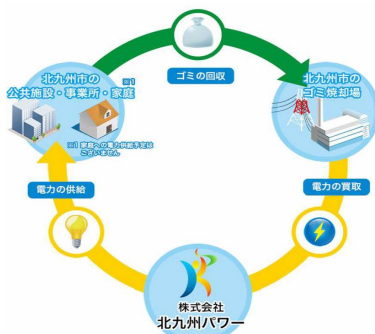 北九州市の
公共施設・事業所・家庭
※1
※1 家庭への電力供給予定は
ございません
ゴミの回収
北九州市の
ゴミ焼却場
電力の供給
電力の買取
株式会社
北九州パワー